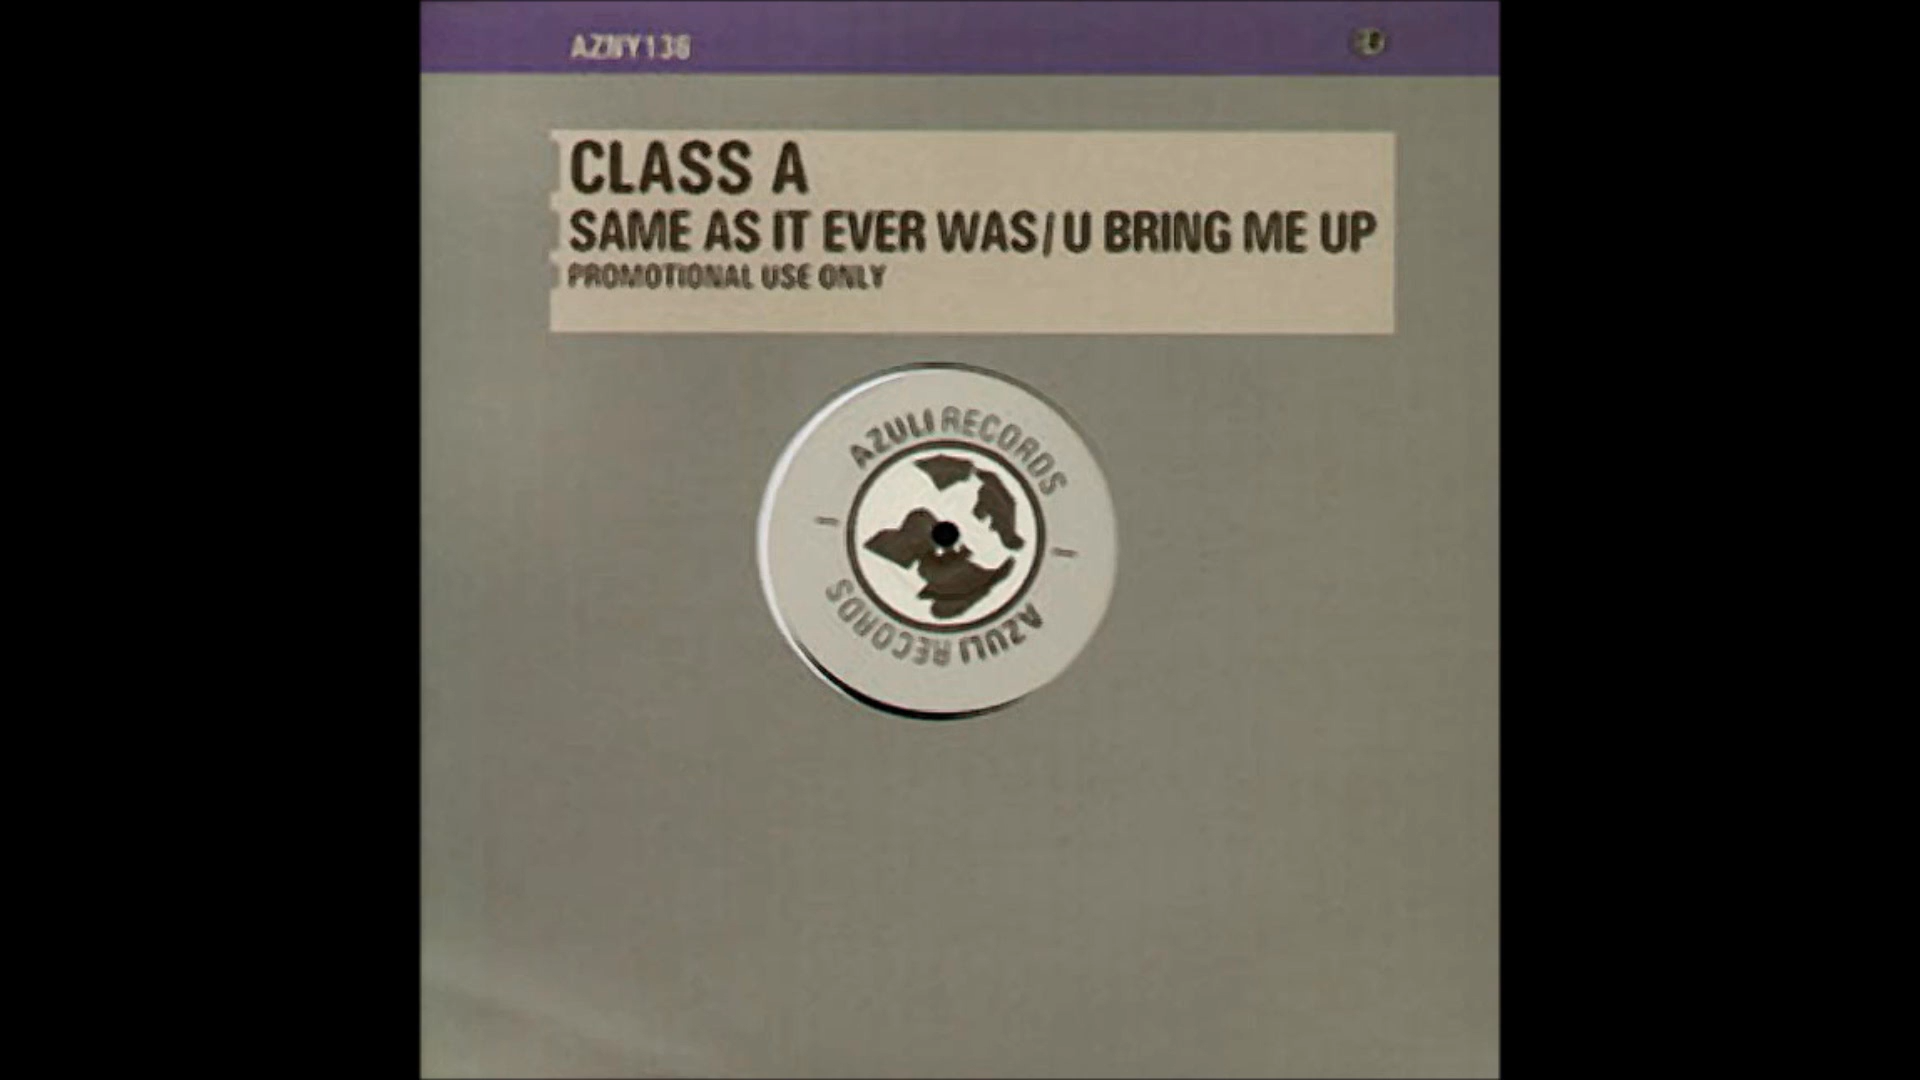 AZNY136
CLASS A
SAME AS IT EVER WAS/U BRING ME UP
PROMOTIONAL USE ONLY
AZULI RECORDS
AZULI RECORDS